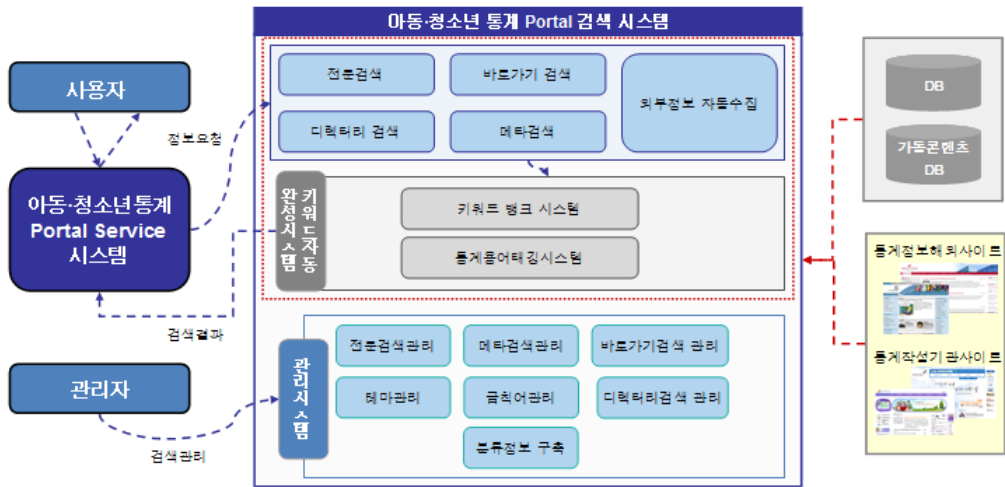 아동·청소년 통계 Portal 검색 시스템
사용자
정보요청
아동·청소년통계
Portal Service
시스템
검색결과
관리자
검색관리
전문검색
바로가기 검색
외부정보 자동수집
디렉터리 검색
메타검색
키워드자동
완성시스템
키워드 뱅크 시스템
통계용어태깅시스템
관리시스템
전문검색관리
메타검색관리
바로가기검색 관리
테마관리
금칙어관리
디렉터리검색 관리
분류정보 구축
DB
가동콘텐츠
DB
통계정보해외사이트
통계작성기관사이트